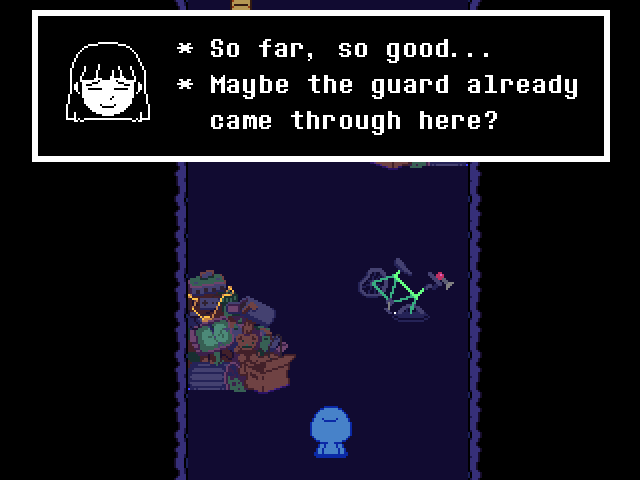 * So far, so good...
* Maybe the guard already
came through here?